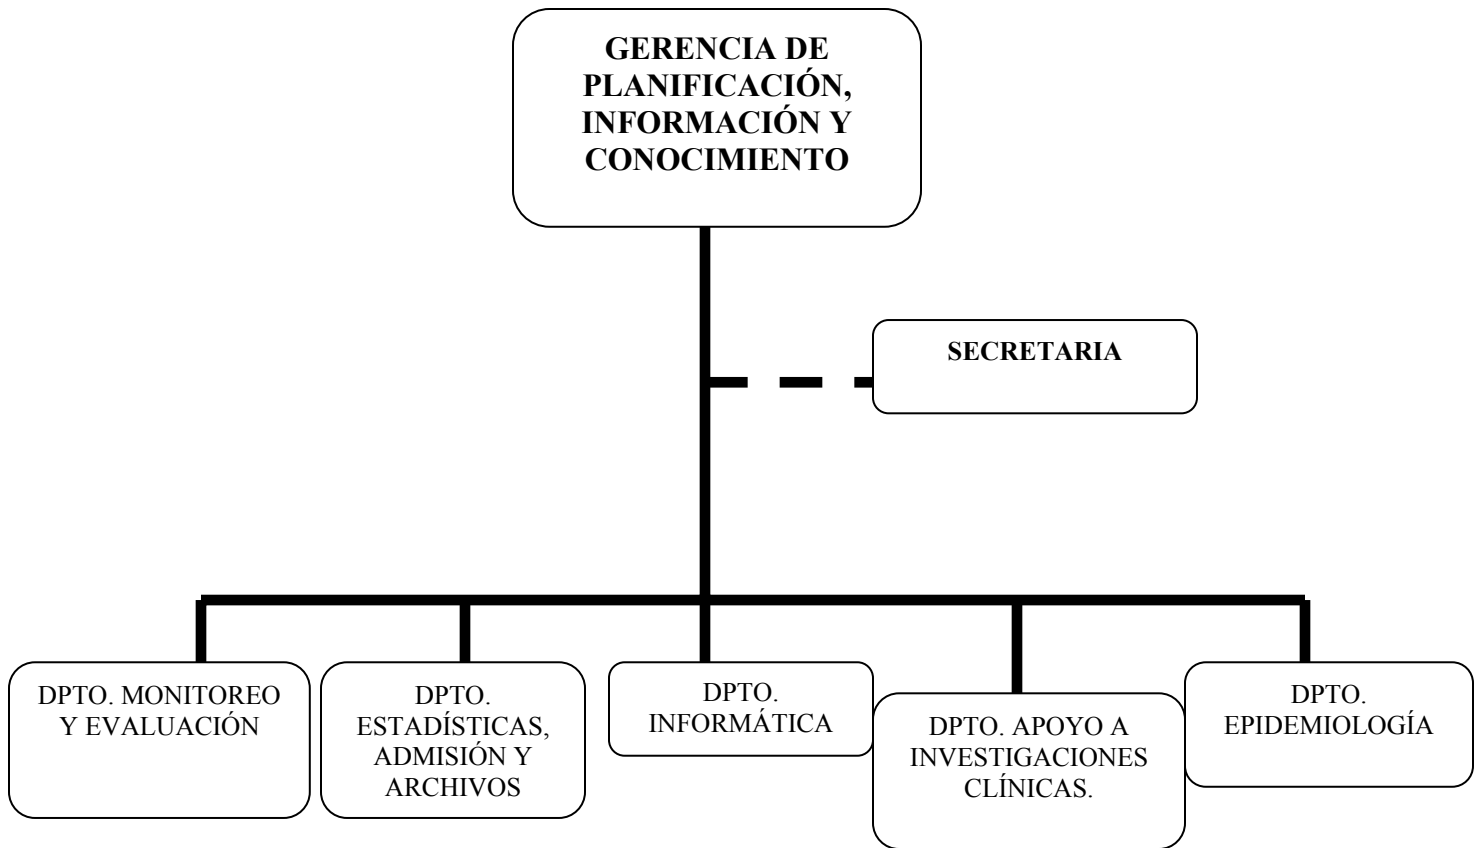 GERENCIA DE
PLANIFICACIÓN,
INFORMACIÓN Y
CONOCIMIENTO
SECRETARIA
DPTO. MONITOREO
Y EVALUACIÓN
DPTO.
ESTADÍSTICAS,
ADMISIÓN Y
ARCHIVOS
DPTO.
INFORMÁTICA
DPTO. APOYO A
INVESTIGACIONES
CLÍNICAS.
DPTO.
EPIDEMIOLOGÍA